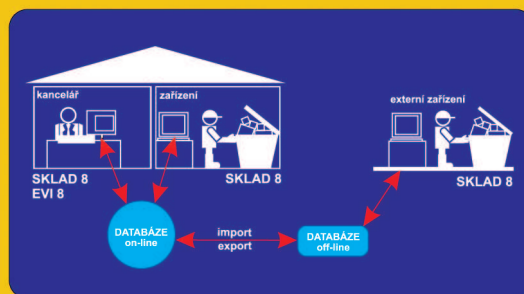 kancelář
zařízení
externí zařízení
SKLAD 8
EVI 8
SKLAD 8
SKLAD 8
DATABÁZE
on-line
import
export
DATABÁZE
off-line